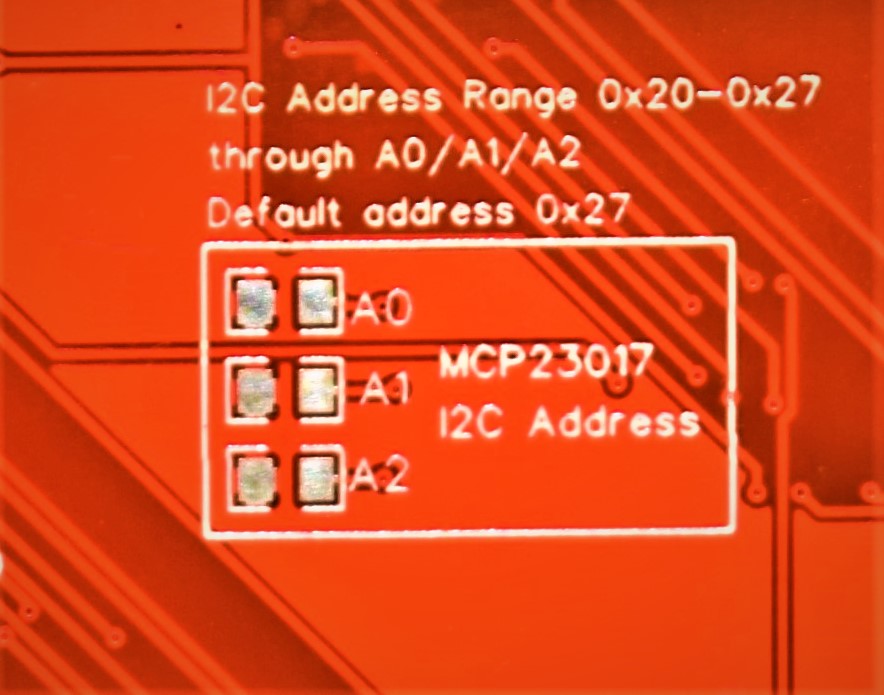 I2C Address Range 0x20-0x27
through A0/A1/A2
Default address 0x27
A0
A1
A2
MCP23017
I2C Address